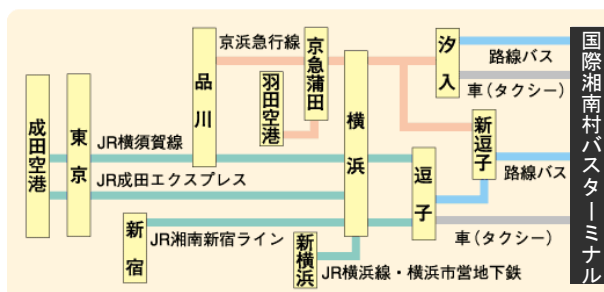 京浜急行線
品川
京急蒲田
羽田空港
横浜
汐入
路線バス
車（タクシー）
国際湘南村バスターミナル
成田空港
東京
JR横須賀線
JR成田エクスプレス
新逗子
逗子
路線バス
車（タクシー）
新宿
JR湘南新宿ライン
新横浜
JR横浜線・横浜市営地下鉄